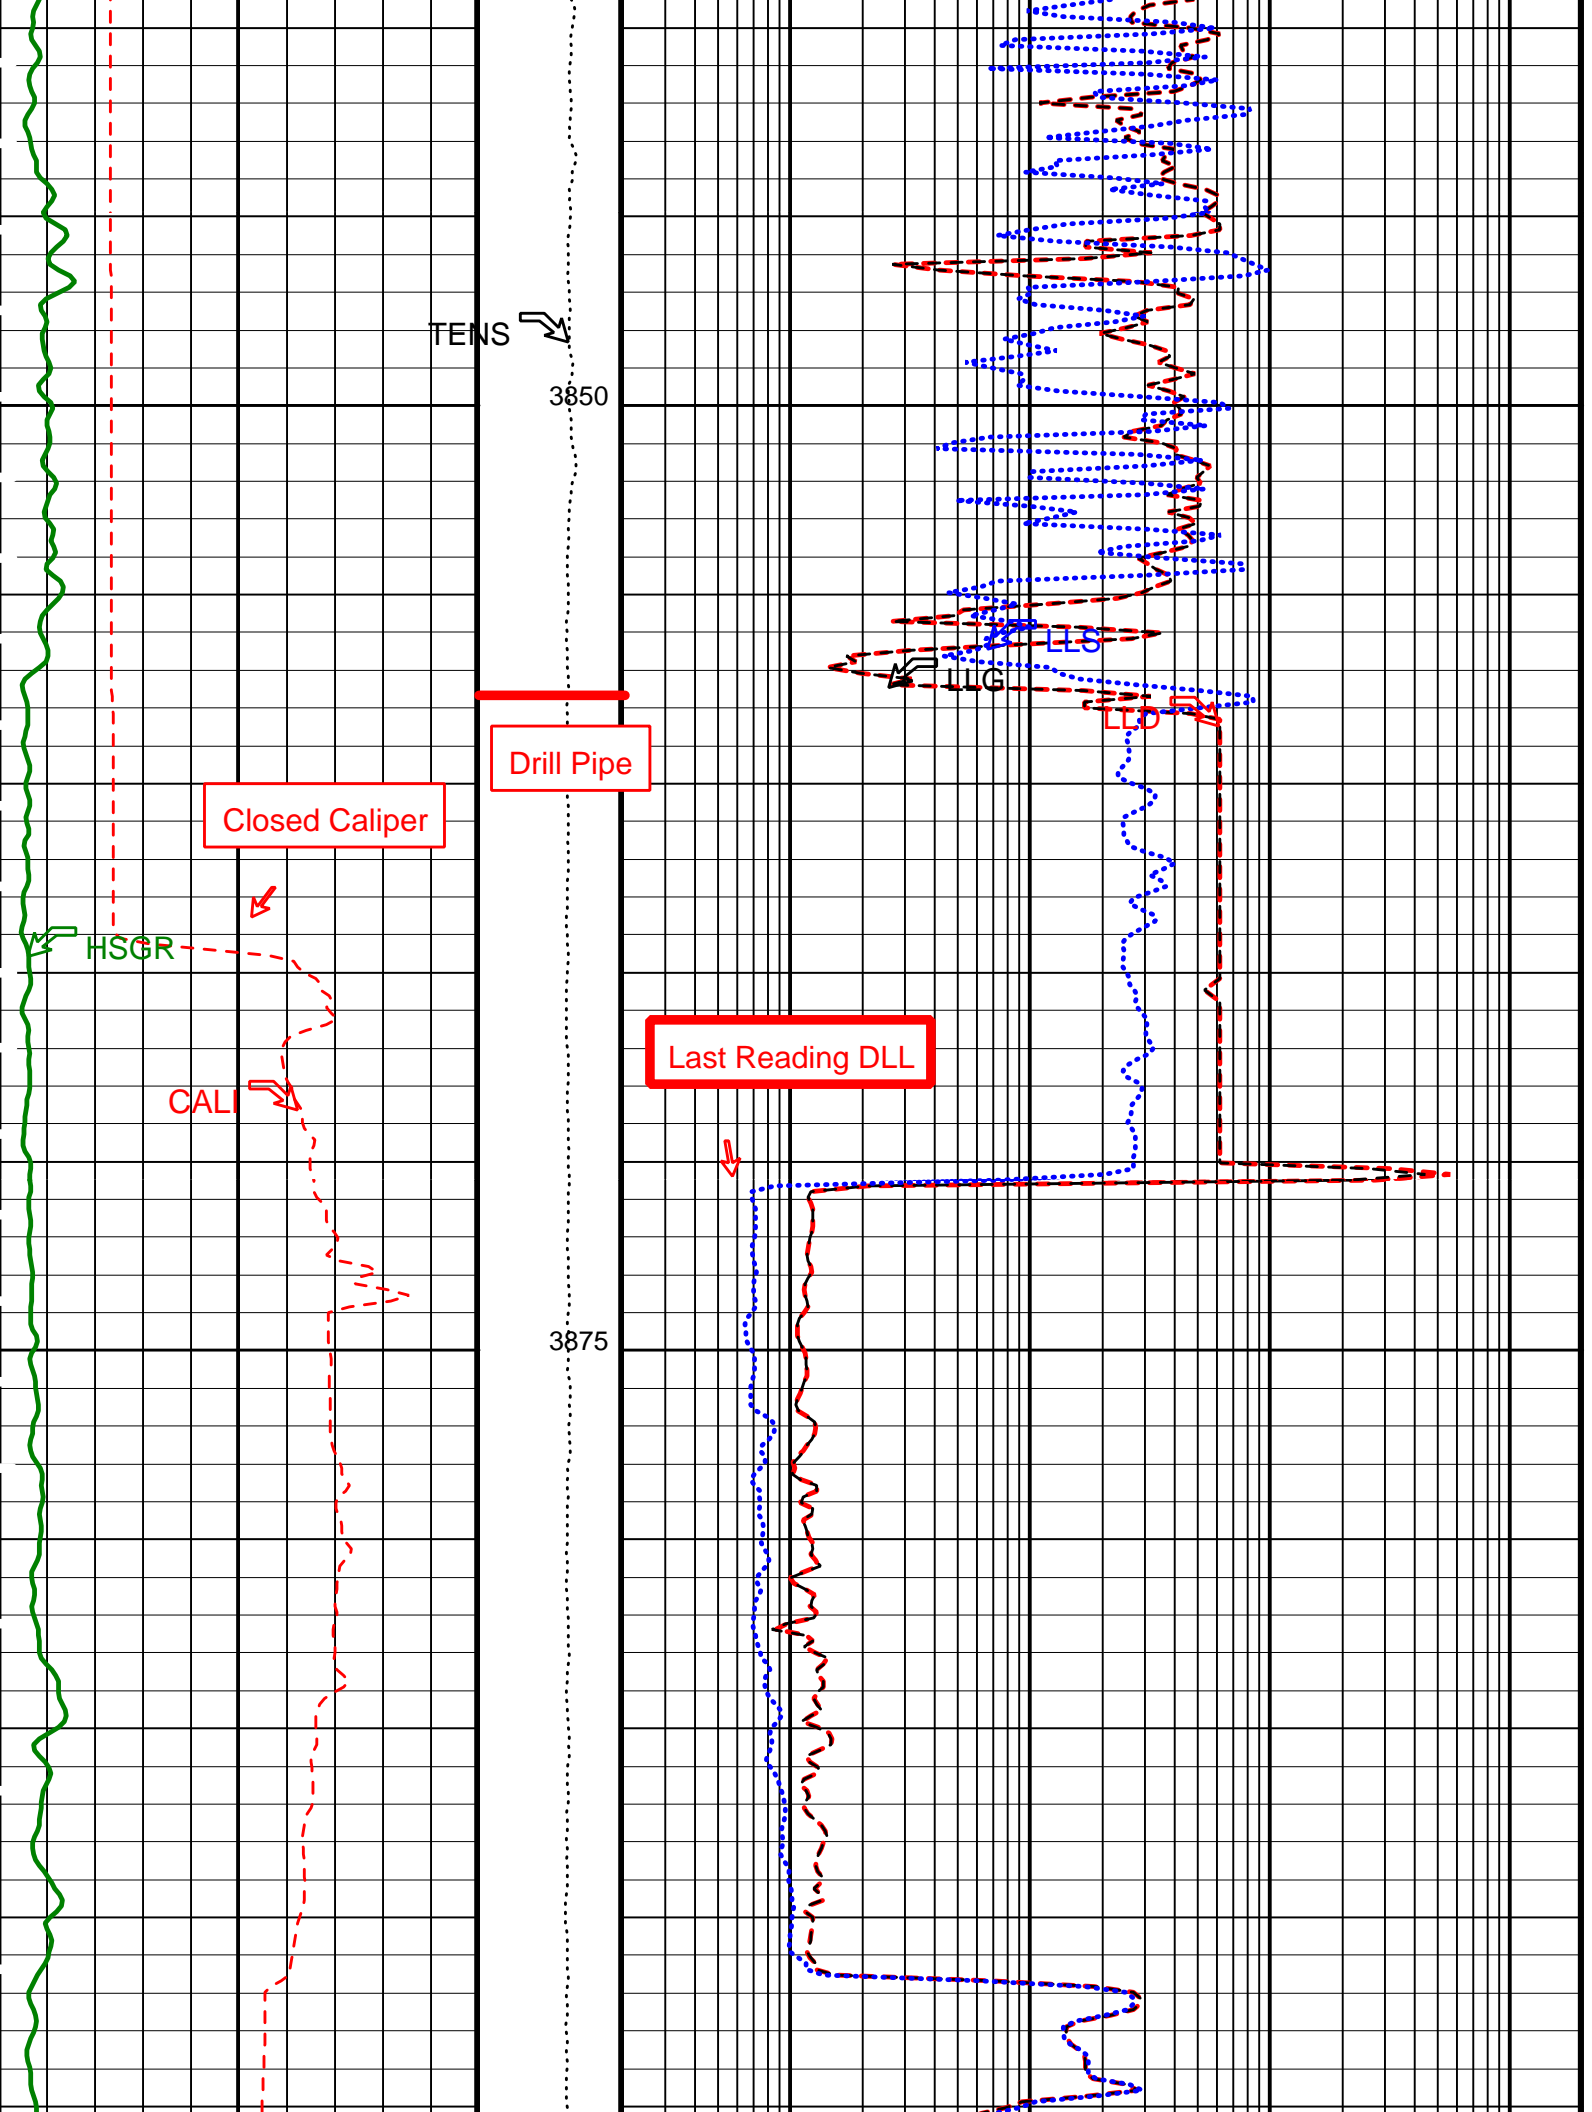 TENS
3850
LLS
LLG
LLD
Drill Pipe
Closed Caliper
HSGR
Last Reading DLL
CALI
3875